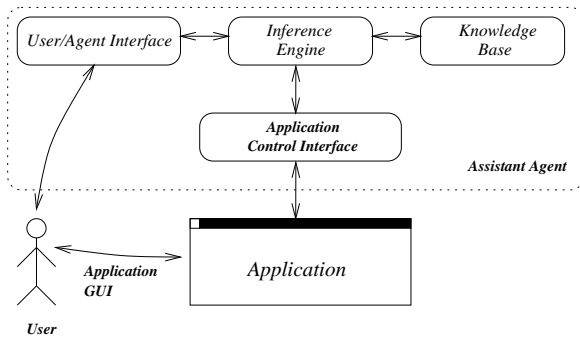 User/Agent Interface
Inference
Engine
Knowledge
Base
Application
Control Interface
Assistant Agent
Application
Application
GUI
User